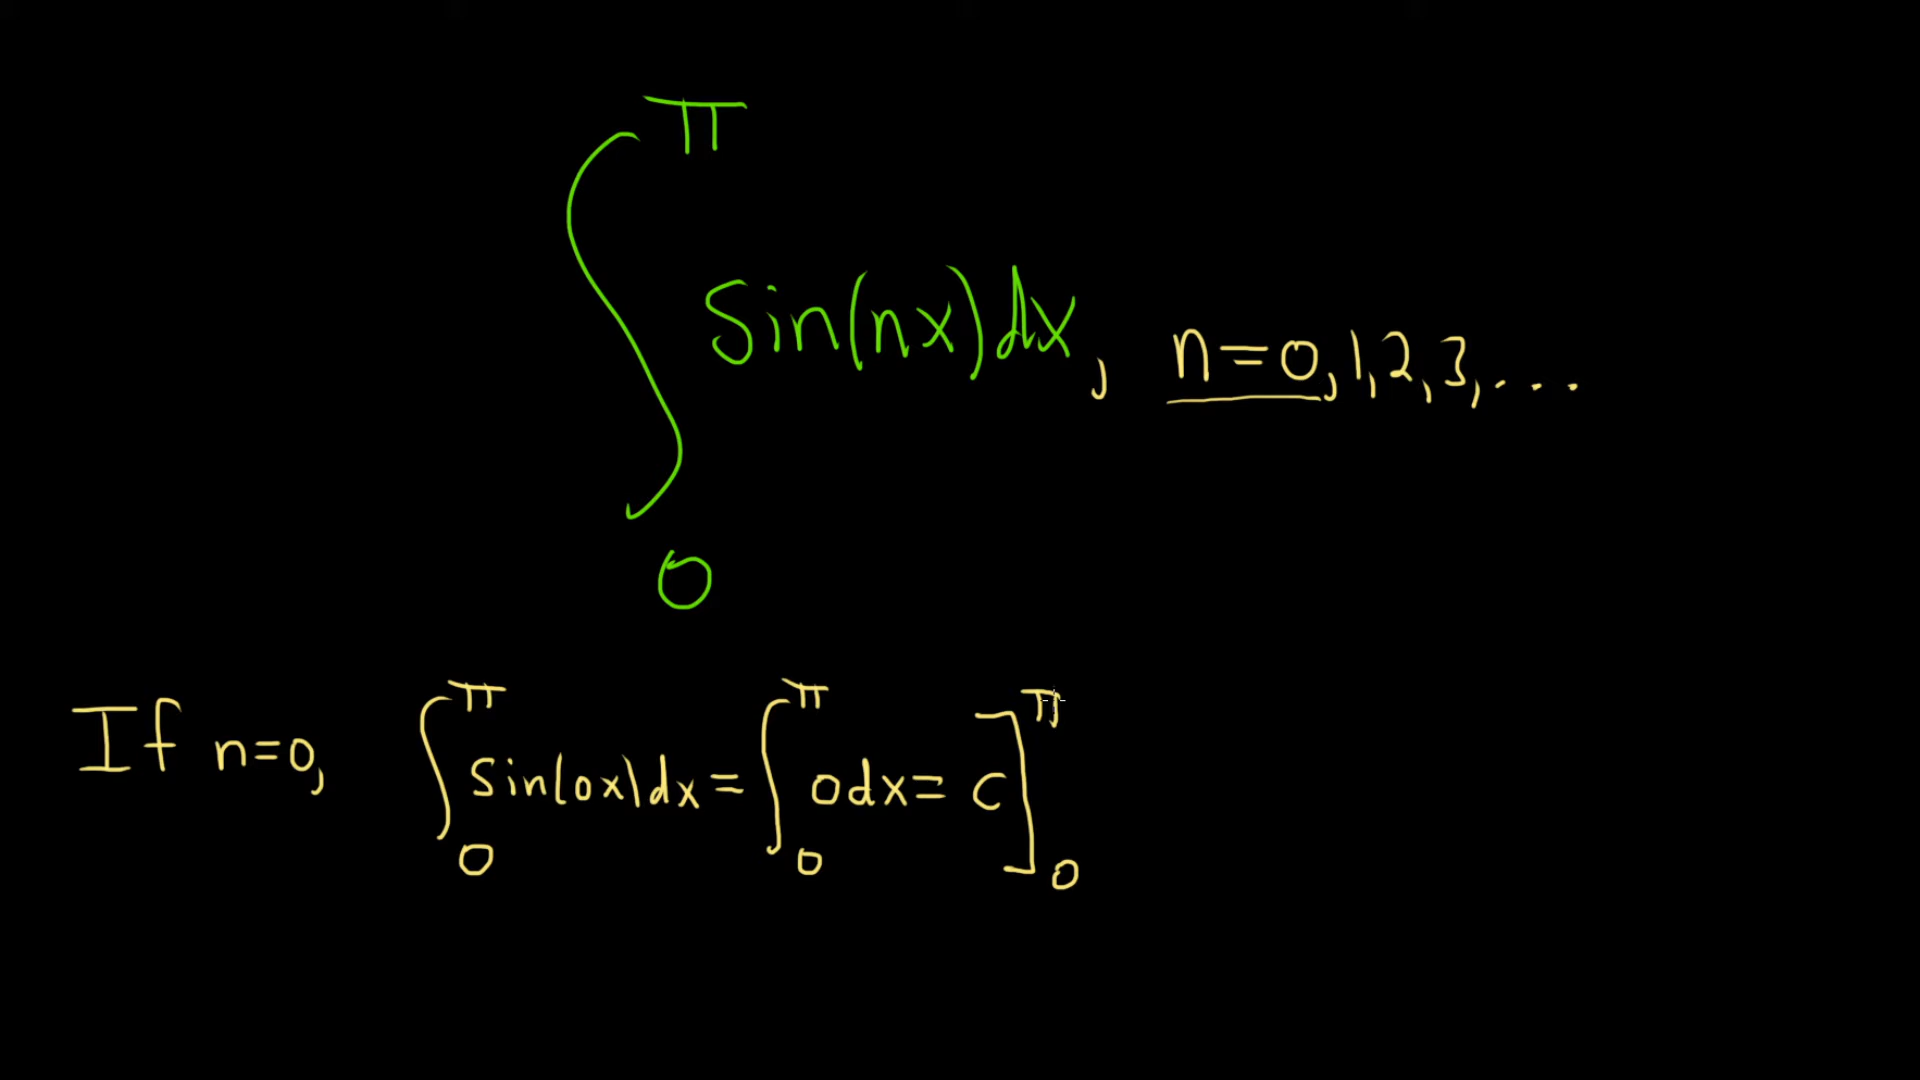 ∫₀^π sin(nx)dx, n=0,1,2,3,...
If n=0, ∫₀^π sin(0x)dx = ∫₀^π 0dx = c]₀^π